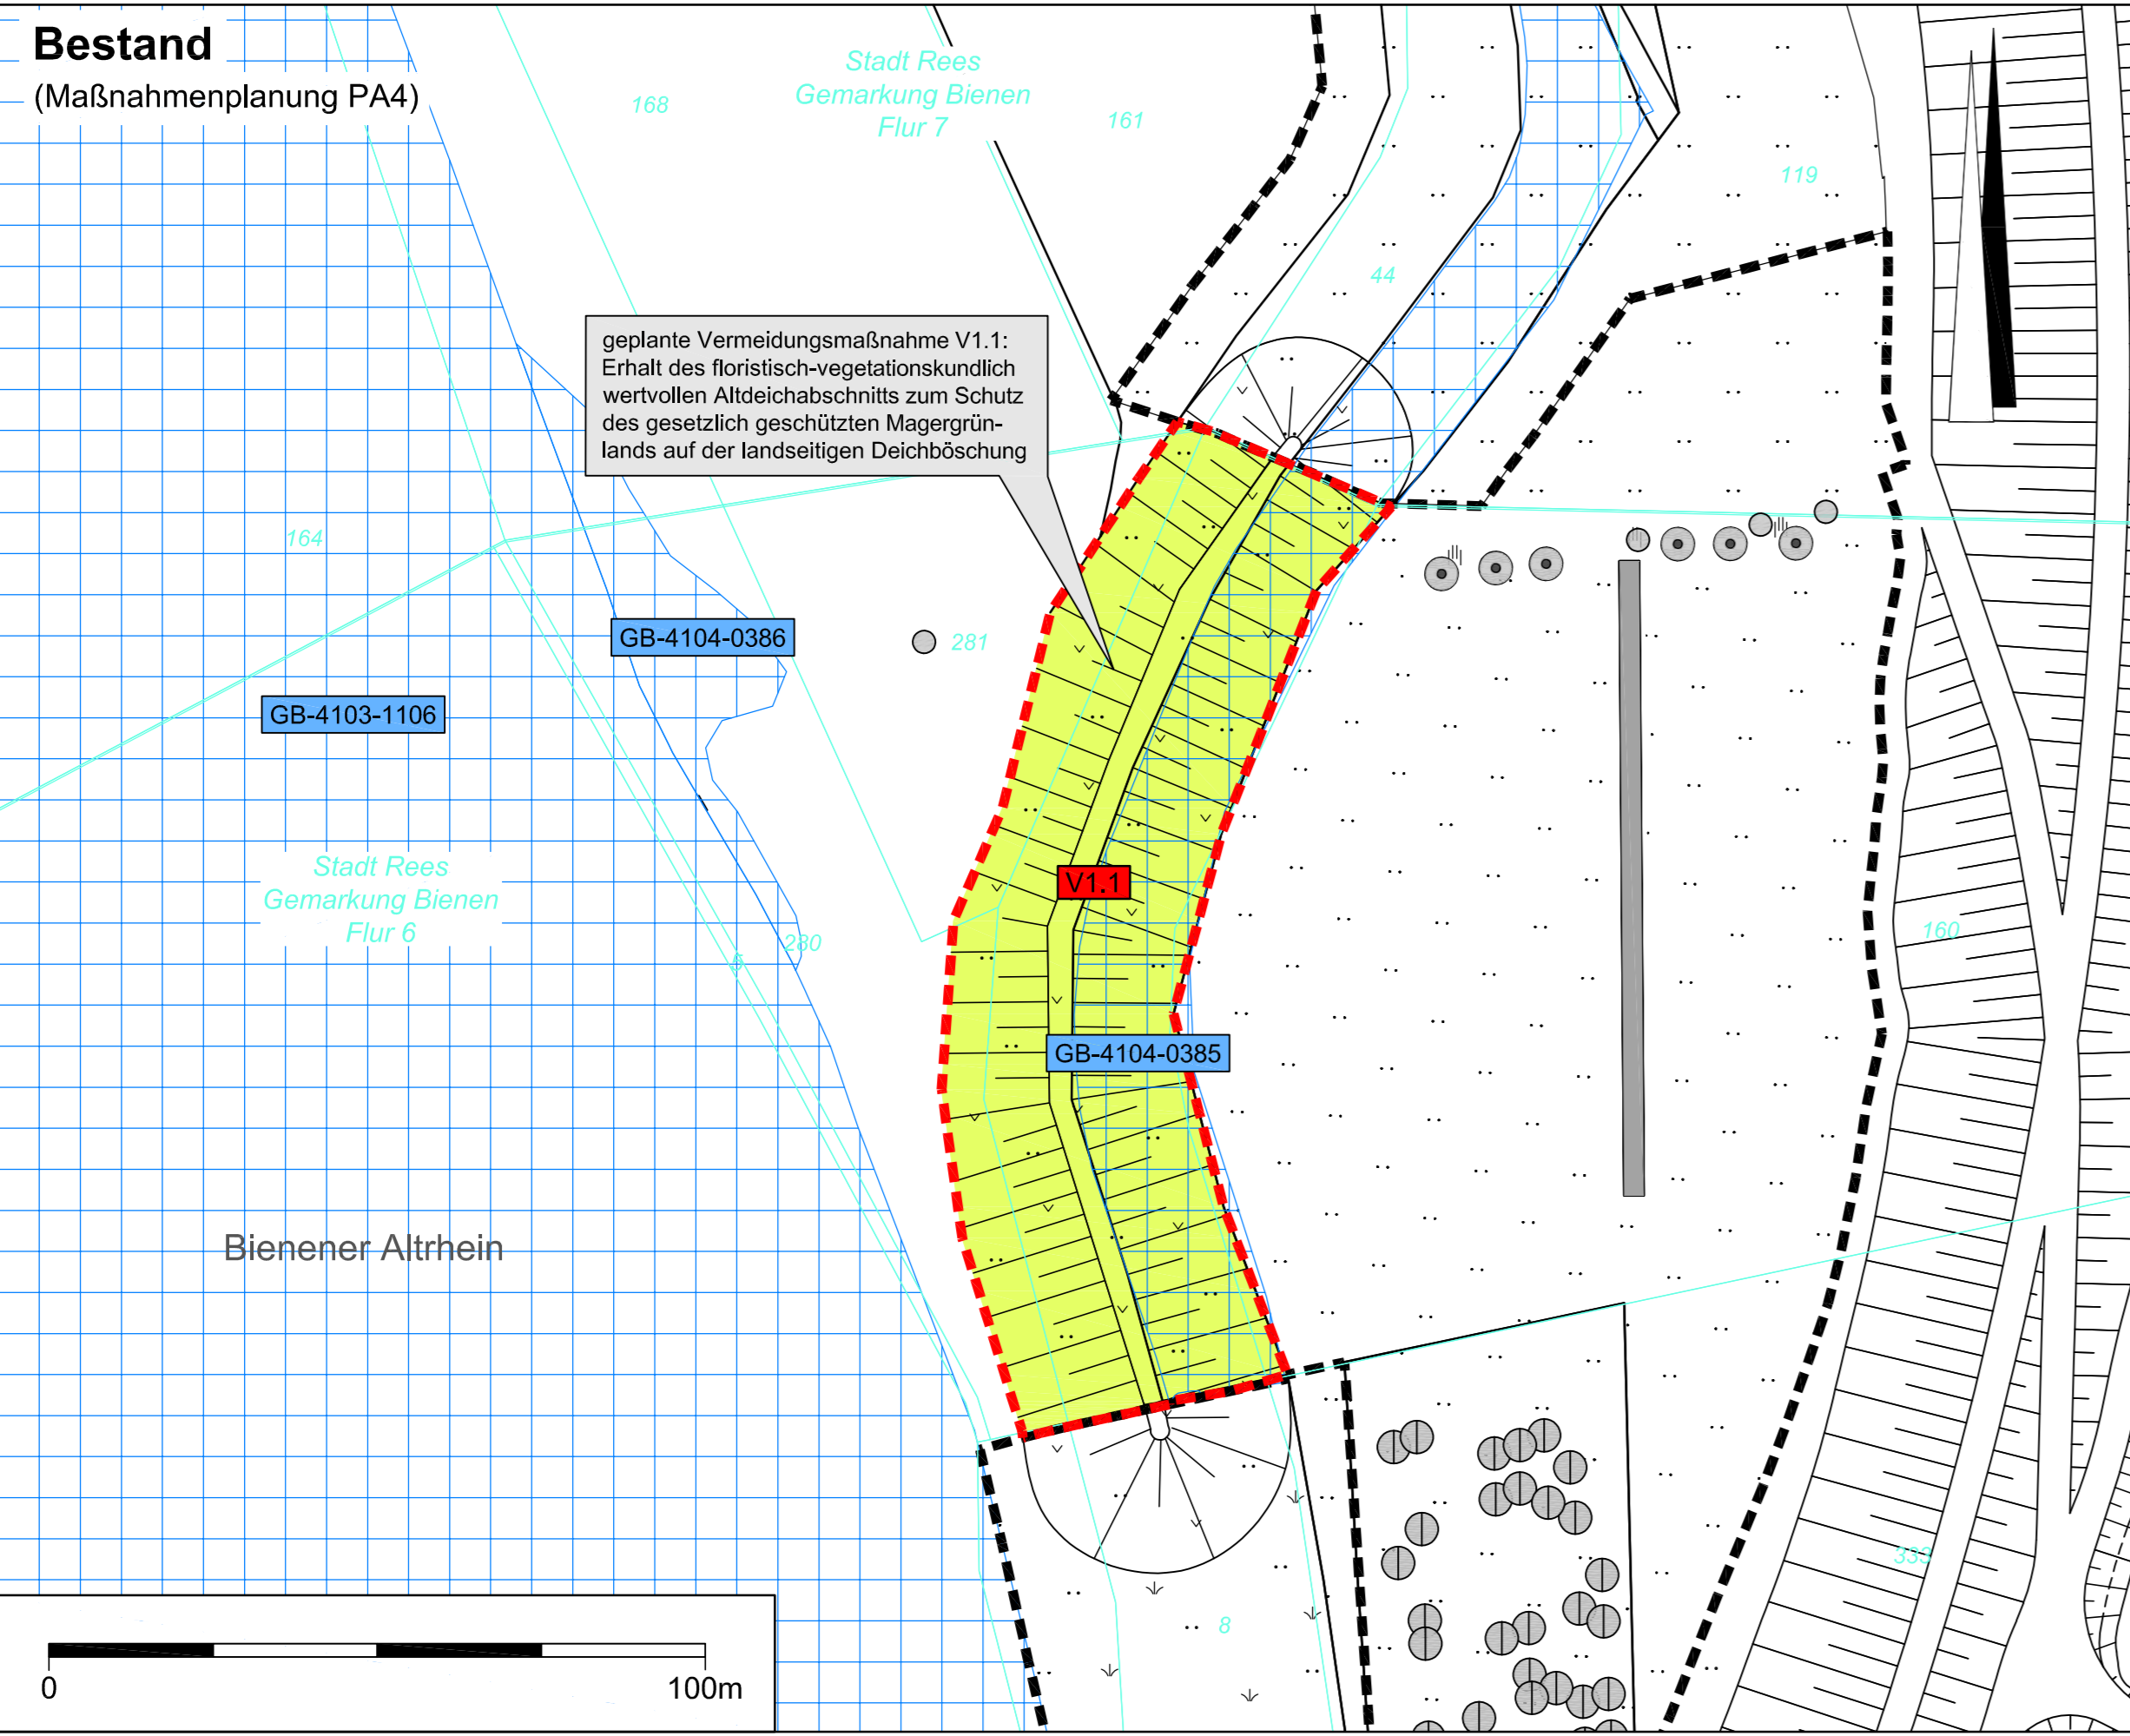 Bestand
(Maßnahmenplanung PA4)
Stadt Rees
Gemarkung Bienen
Flur 7
168
161
119
44
geplante Vermeidungsmaßnahme V1.1:
Erhalt des floristisch-vegetationskundlich
wertvollen Altdeichabschnitts zum Schutz
des gesetzlich geschützten Magergrün-
lands auf der landseitigen Deichböschung
164
GB-4104-0386
281
GB-4103-1106
Stadt Rees
Gemarkung Bienen
Flur 6
V1.1
280
160
GB-4104-0385
Bienener Altrhein
333
8
0
100m